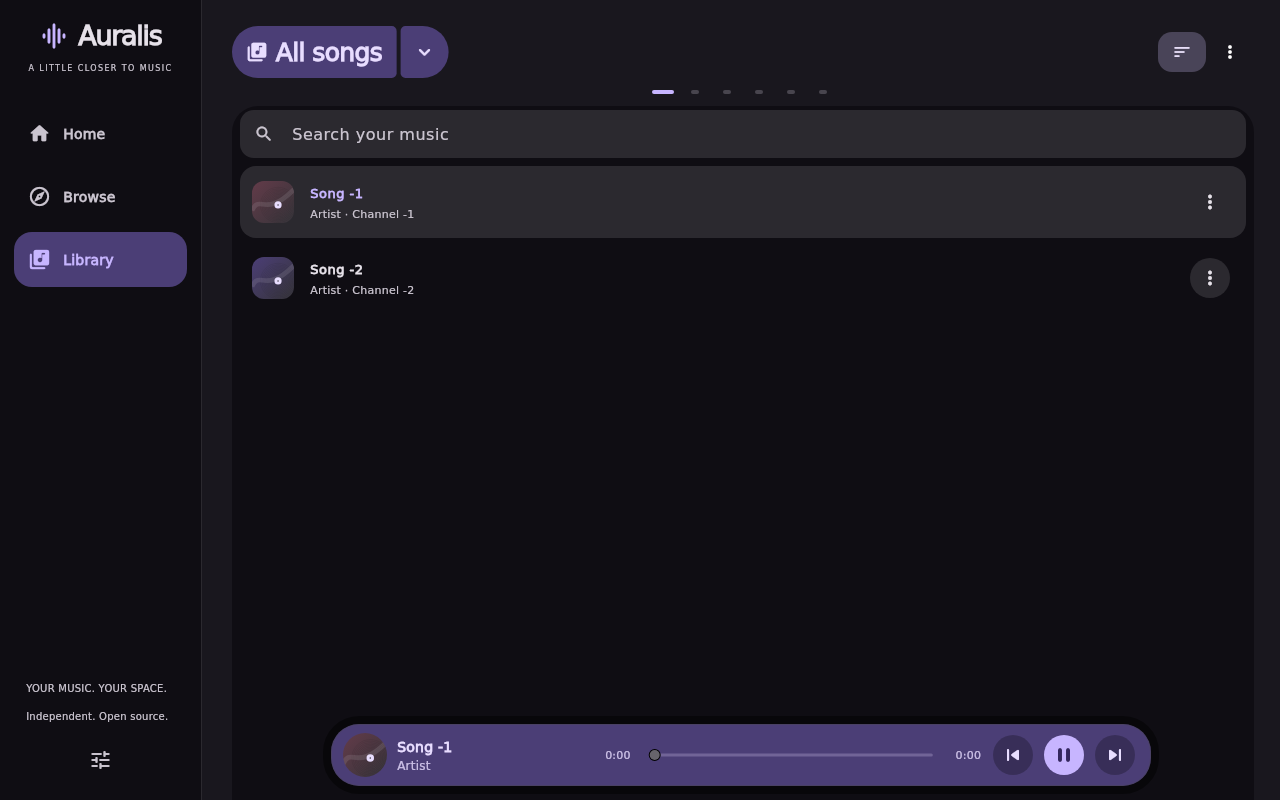 Auralis
A LITTLE CLOSER TO MUSIC
Home
Browse
Library
YOUR MUSIC. YOUR SPACE.
Independent. Open source.
All songs
Search your music
Song -1
Artist · Channel -1
Song -2
Artist · Channel -2
Song -1
Artist
0:00
0:00